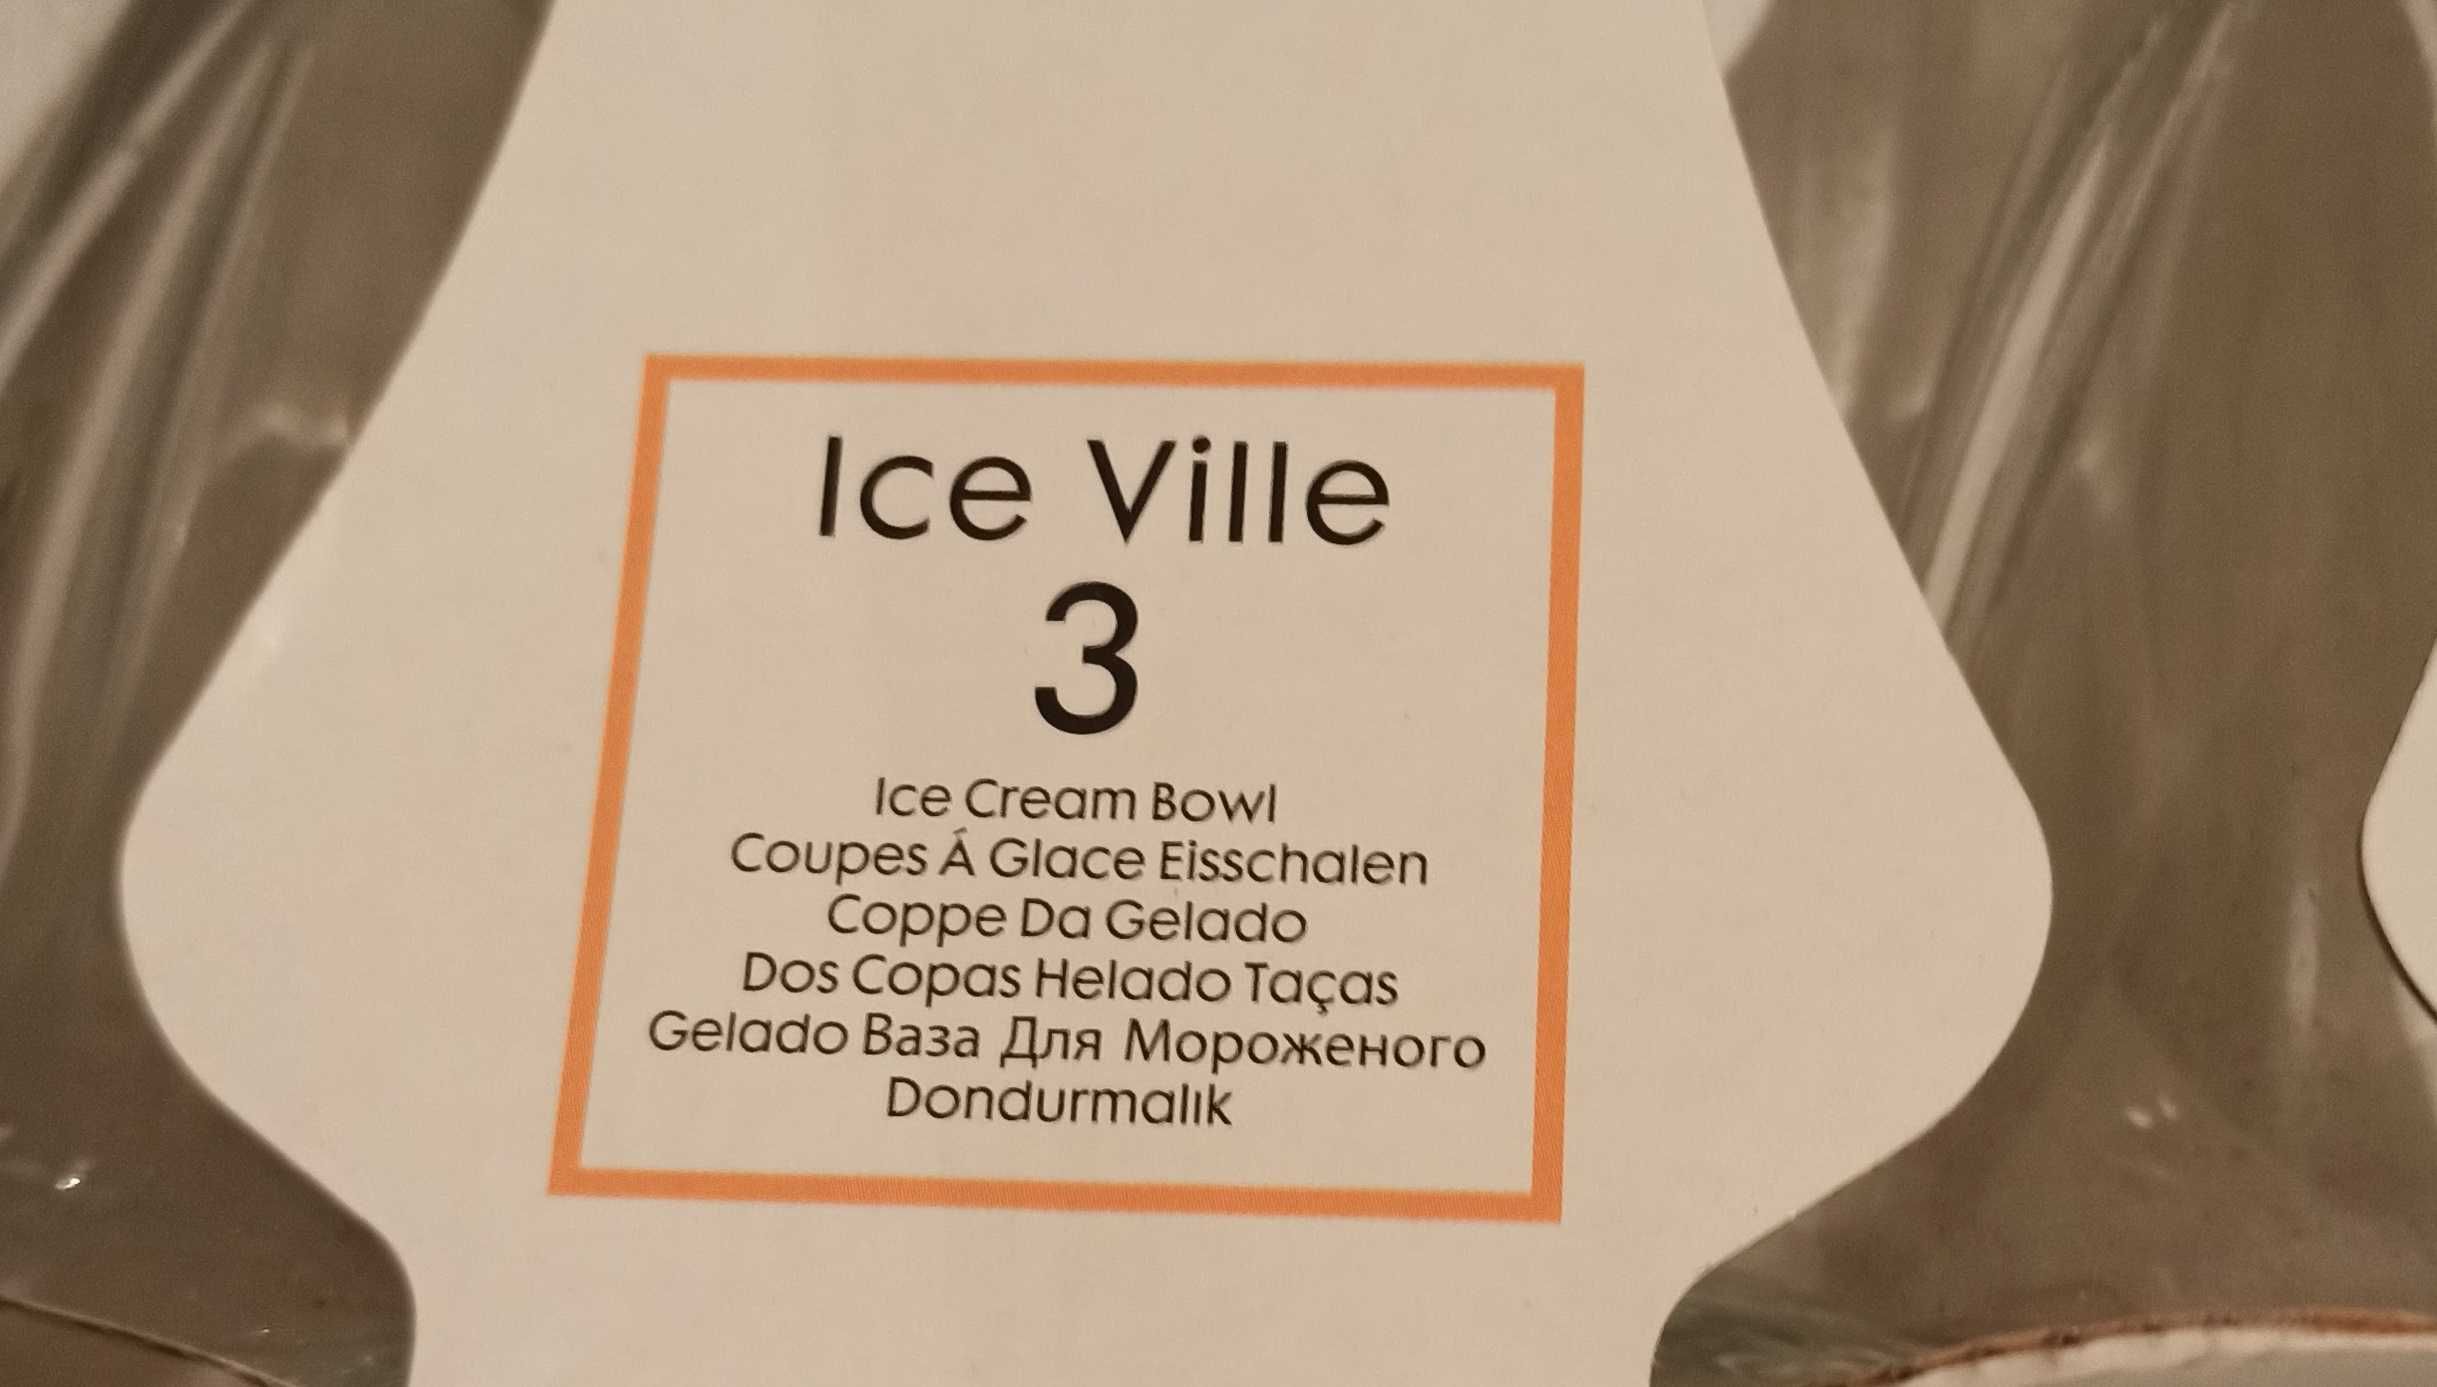 Ice Ville
3
Ice Cream Bowl
Coupes Á Glace Eisschalen
Coppe Da Gelado
Dos Copas Helado Taças
Gelado Ваза Для Мороженого
Dondurmalık